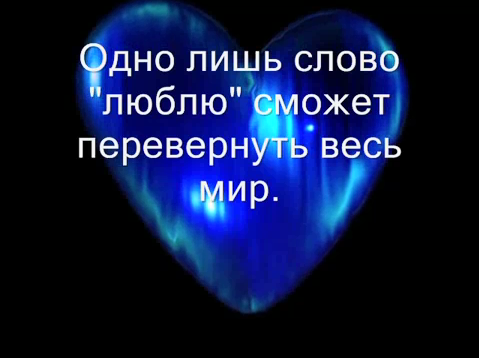 Одно лишь слово
"люблю" сможет
перевернуть весь
мир.